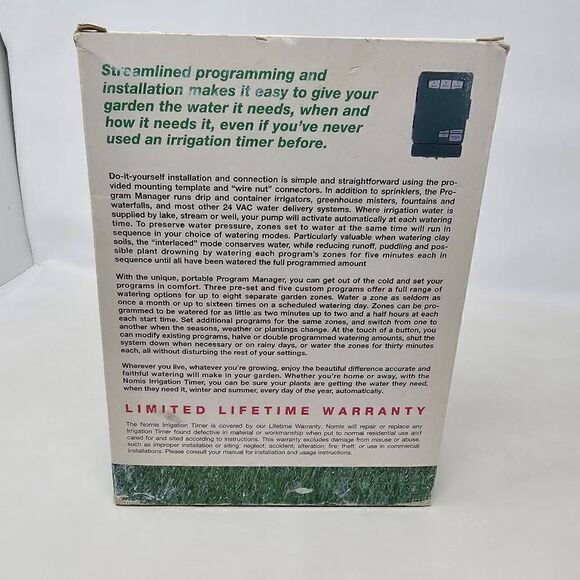 Streamlined programming and
installation makes it easy to give your
garden the water it needs, when and
how it needs it, even if you've never
used an irrigation timer before.
Do-it-yourself installation and connection is simple and straightforward using the pro-
vided mounting template and "wire nut" connectors. In addition to sprinklers, the Pro-
gram Manager runs drip and container irrigators, greenhouse misters, fountains and
waterfalls, and most other 24 VAC water delivery systems. Where irrigation water is
supplied by lake, stream or well, your pump will activate automatically at each watering
time. To preserve water pressure, zones set to water at the same time will run in
sequence in your choice of watering modes. Particularly valuable when watering clay
soils, the "interlaced" mode conserves water, while reducing runoff, puddling and pos-
sible plant drowning by watering each program's zones for five minutes each in
sequence until all have been watered the full programmed amount
With the unique, portable Program Manager, you can get out of the cold and set your
programs in comfort. Three pre-set and five custom programs offer a full range of
watering options for up to eight separate garden zones. Water a zone as seldom as
once a month or up to sixteen times on a scheduled watering day. Zones can be pro-
grammed to be watered for as little as two minutes up to two and a half hours at each
each start time. Set additional programs for the same zones, and switch from one to
another when the seasons, weather or plantings change. At the touch of a button, you
can modify existing programs, halve or double programmed watering amounts, shut the
system down when necessary or on rainy days, or water the zones for thirty minutes
each, all without disturbing the rest of your settings.
Wherever you live, whatever you're growing, enjoy the beautiful difference accurate and
faithful watering will make in your garden. Whether you're home or away, with the
Nomis Irrigation Timer, you can be sure your plants are getting the water they need,
when they need it, winter and summer, every day of the year, automatically.
LIMITED LIFETIME WARRANTY
The Nomis Irrigation Timer is covered by our Lifetime Warranty. Nomis will repair or replace any
Irrigation Timer found defective in material or workmanship when put to normal residential use and
cared for and sited according to instructions. This warranty excludes damage from misuse or abuse,
such as improper installation or siting; neglect; accident; alteration; fire; theft; or use in commercial
installations. Please consult your manual for installation and usage instructions.